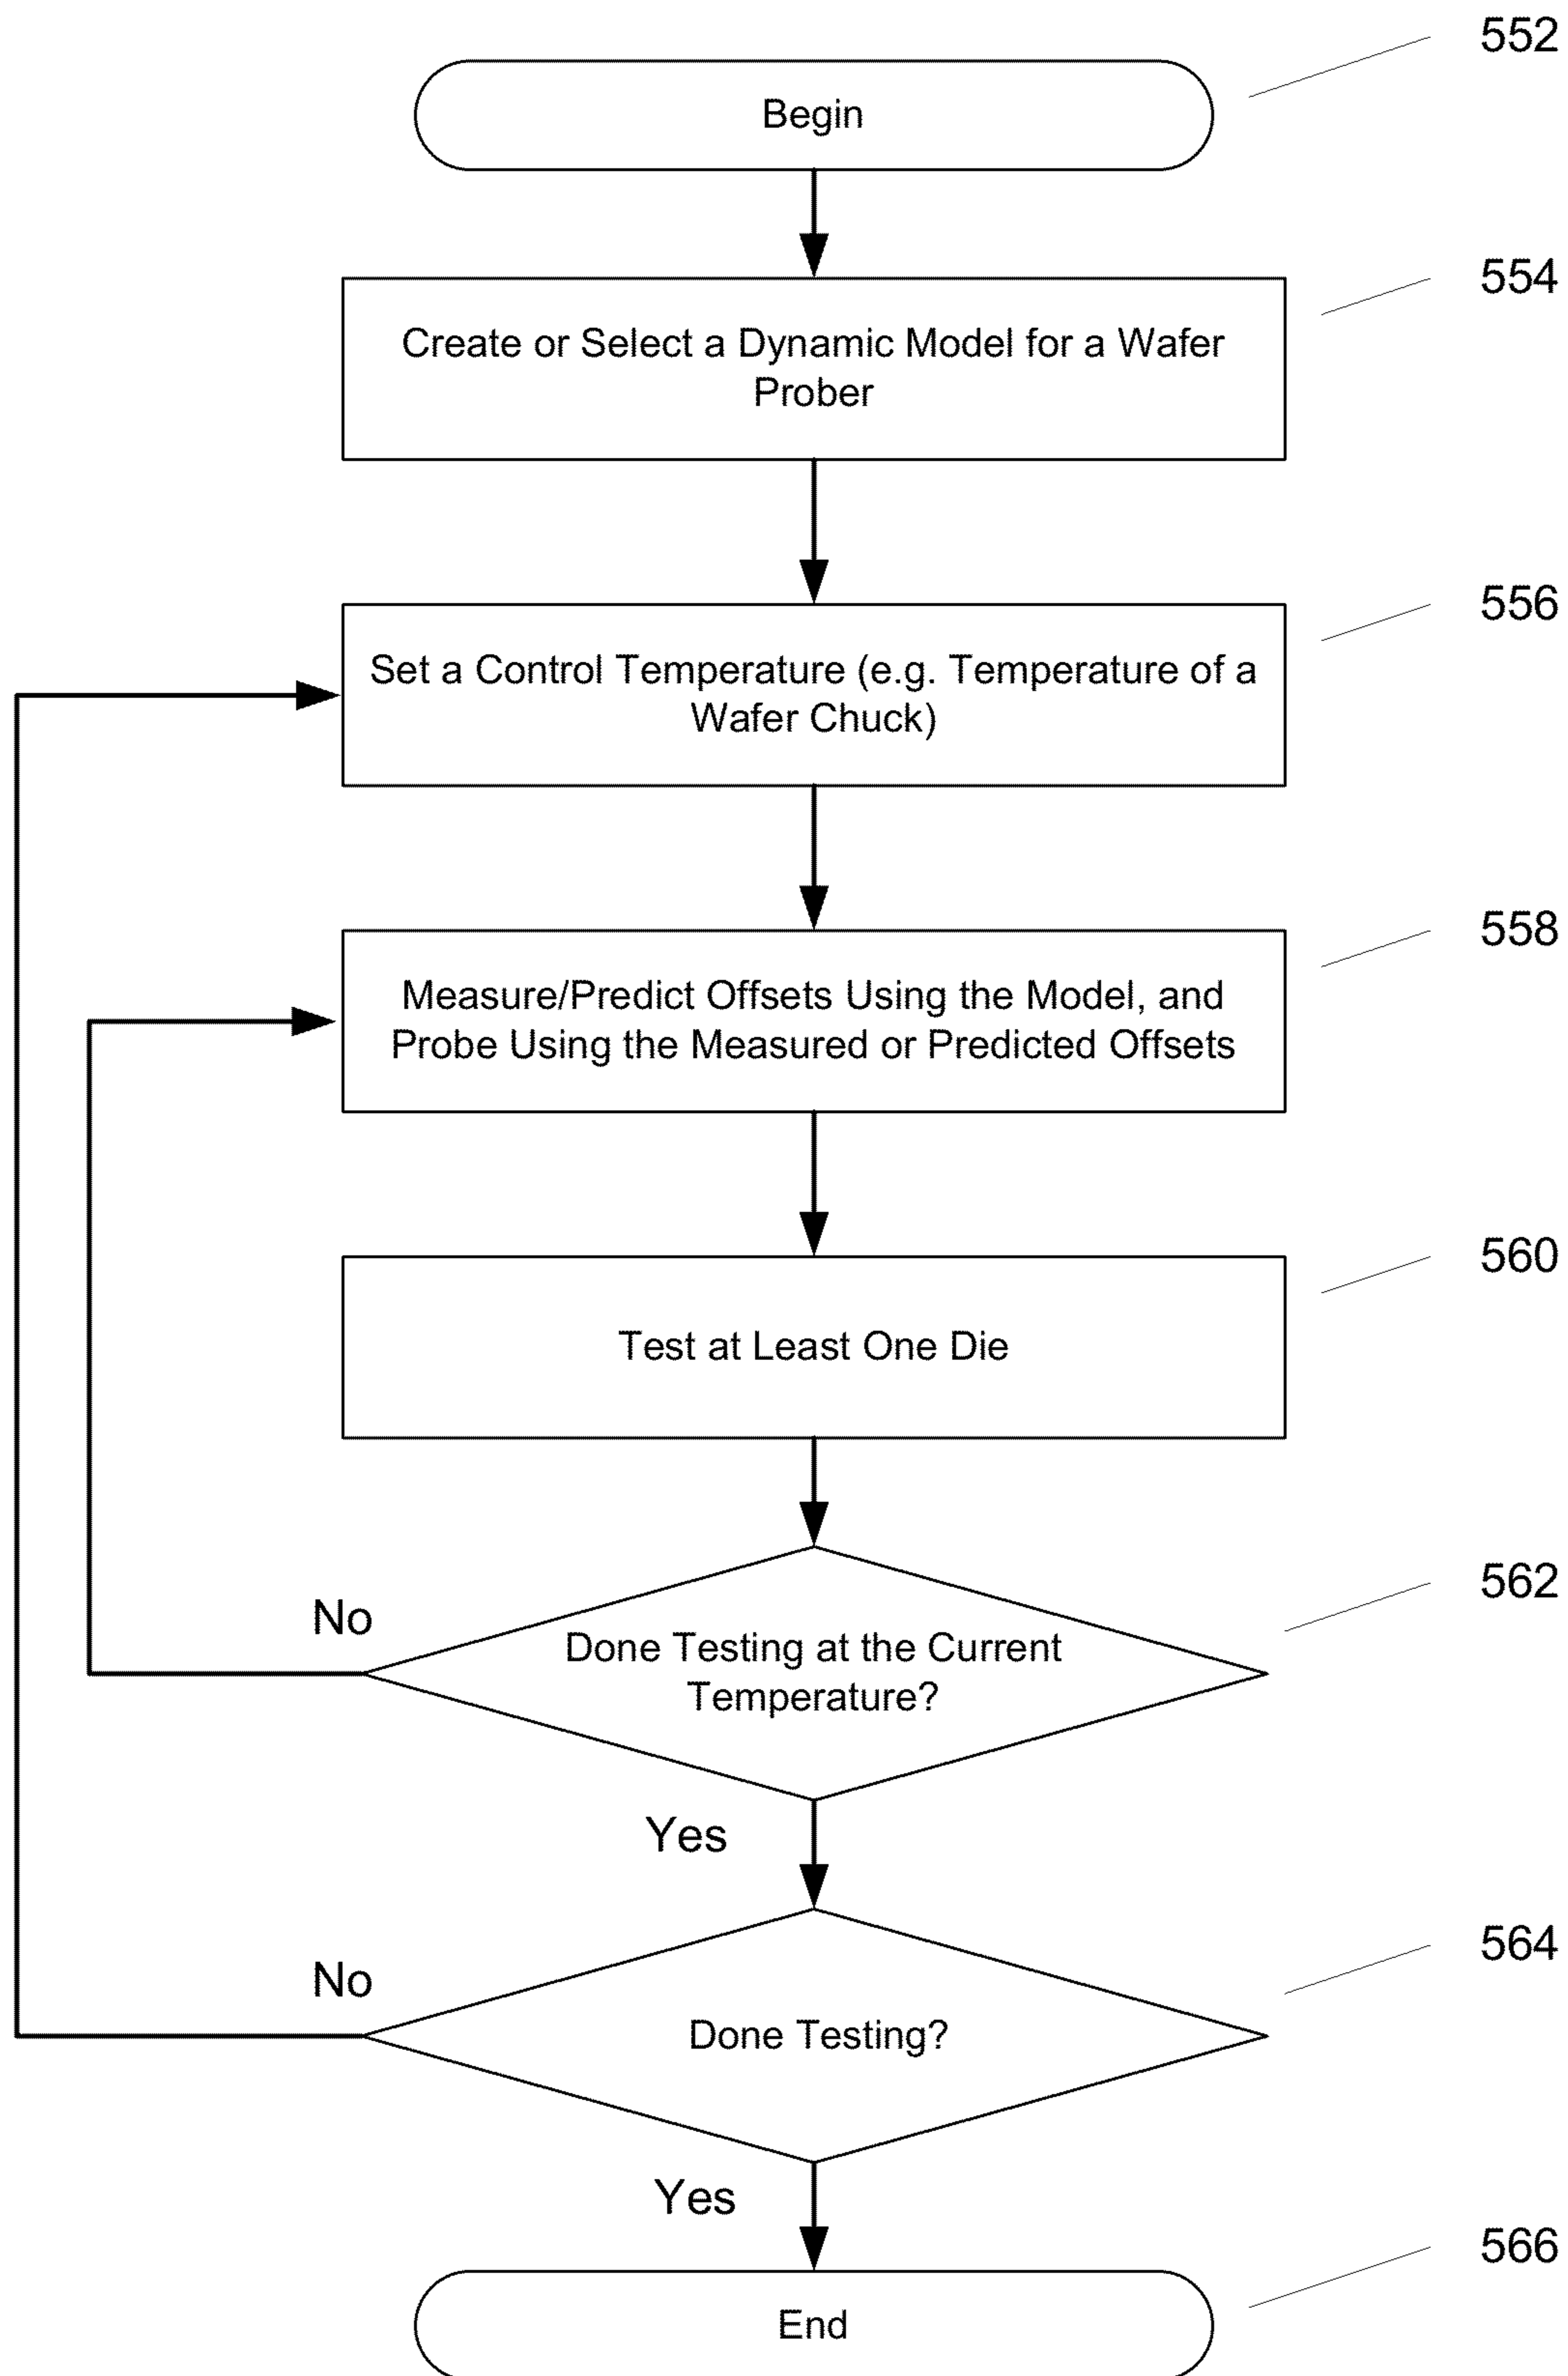 552
Begin
554
Create or Select a Dynamic Model for a Wafer
Prober
556
Set a Control Temperature (e.g. Temperature of a
Wafer Chuck)
558
Measure/Predict Offsets Using the Model, and
Probe Using the Measured or Predicted Offsets
560
Test at Least One Die
562
No
Done Testing at the Current
Temperature?
Yes
564
No
Done Testing?
Yes
566
End